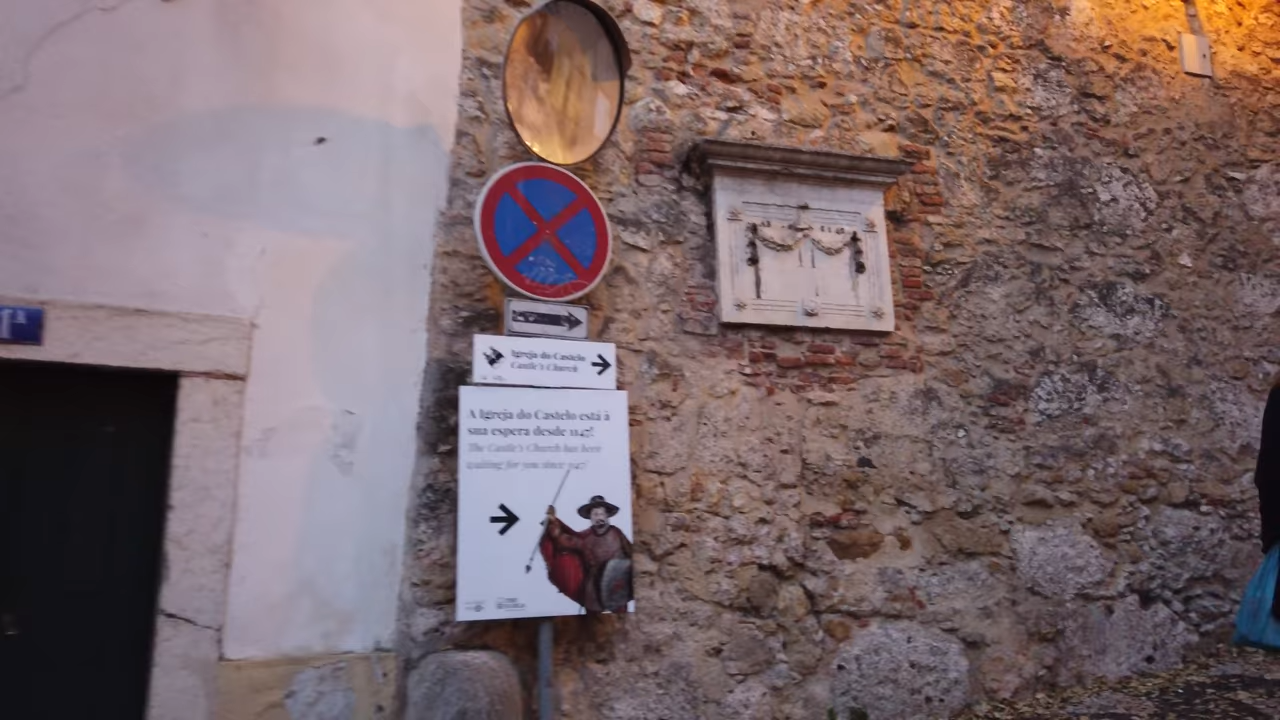 Igreja do Castelo
Castle's Church
A Igreja do Castelo está à
sua espera desde 1147!
The Castle's Church has been
waiting for you since 1147